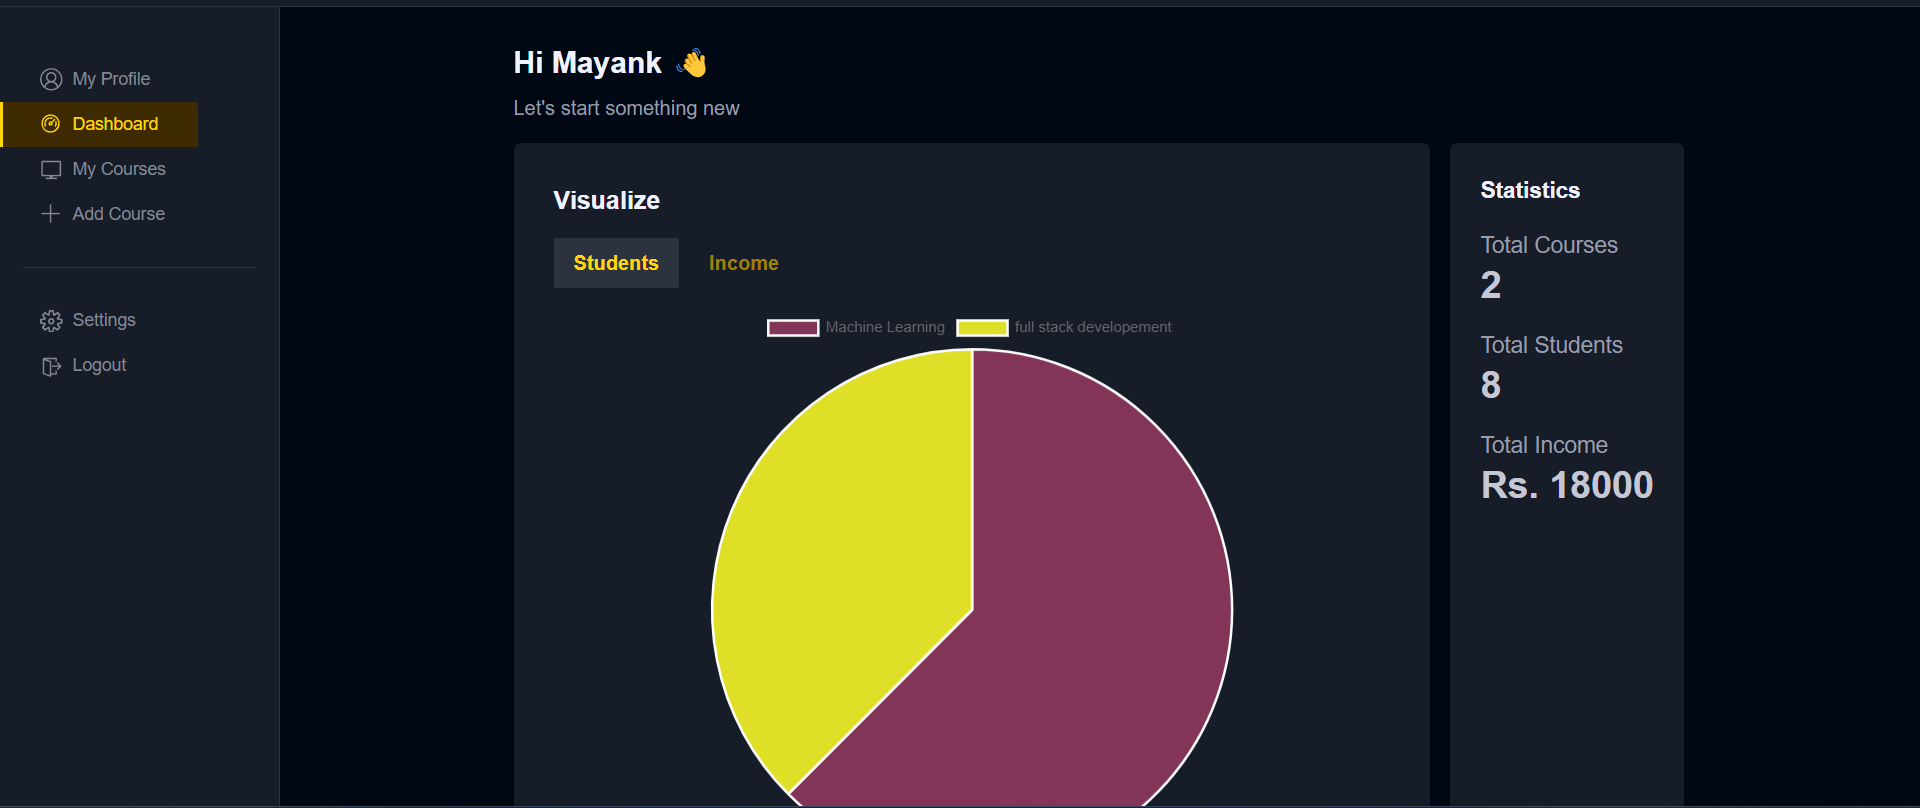 My Profile
Dashboard
My Courses
Add Course
Settings
Logout
Hi Mayank 👋
Let's start something new
Visualize
Students Income
Machine Learning full stack developement
Statistics
Total Courses
2
Total Students
8
Total Income
Rs. 18000